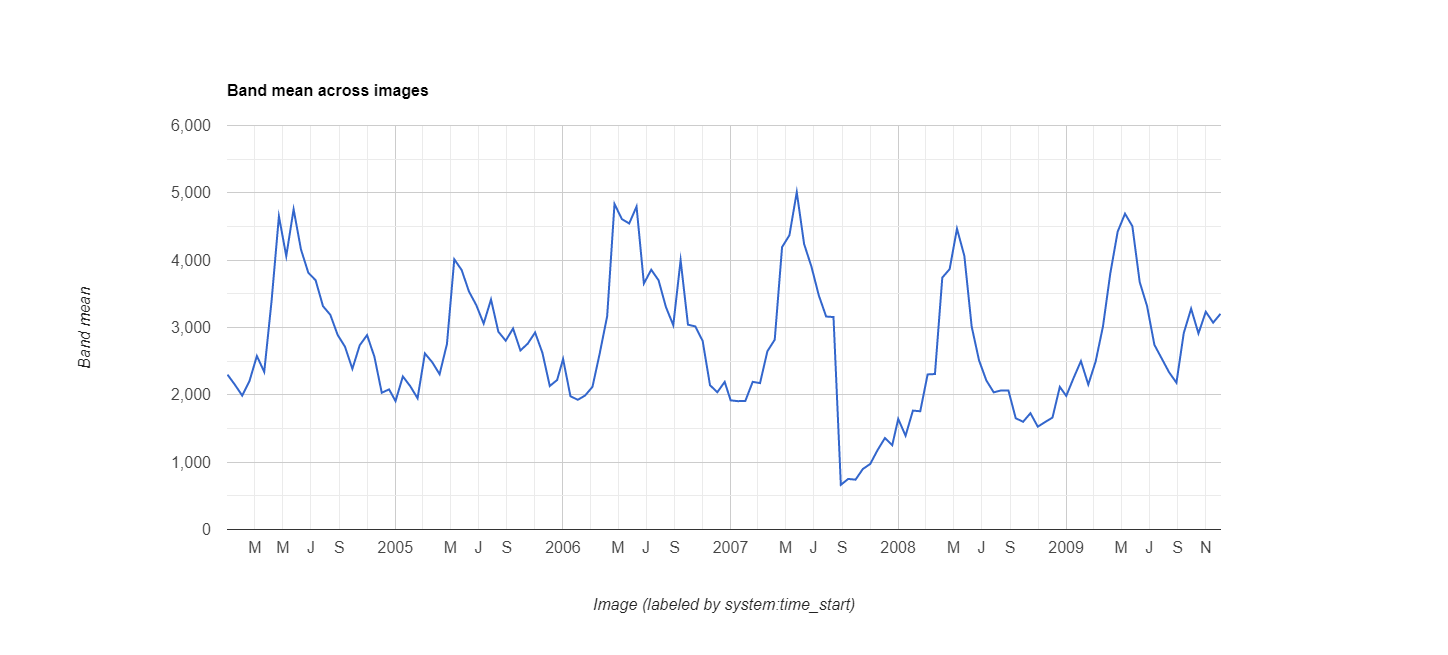 Band mean across images
6,000
5,000
4,000
3,000
2,000
1,000
0
Band mean
M M J S 2005 M J S 2006 M J S 2007 M J S 2008 M J S 2009 M J S N
Image (labeled by system:time_start)